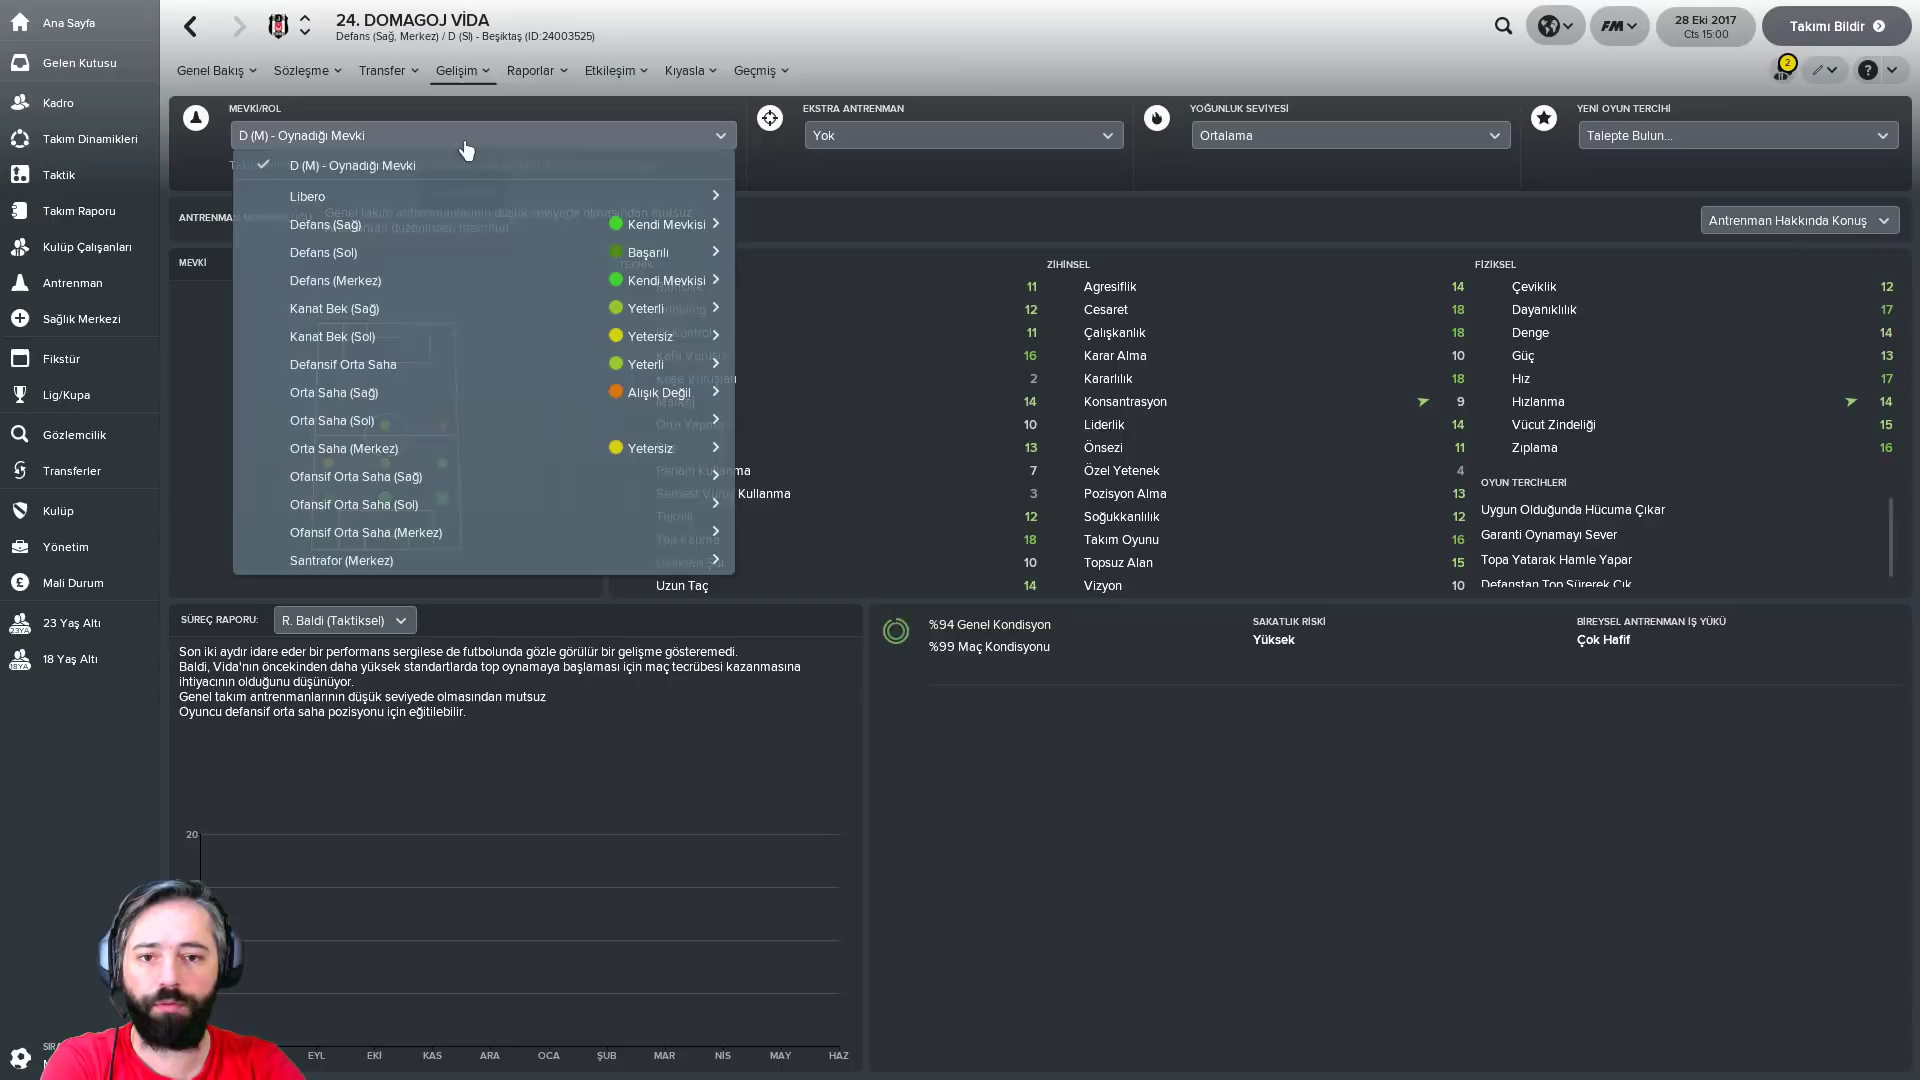 Ana Sayfa
Gelen Kutusu
Kadro
Takım Dinamikleri
Taktik
Takım Raporu
Kulüp Çalışanları
Antrenman
Sağlık Merkezi
Fikstür
Lig/Kupa
Gözlemcilik
Transferler
Kulüp
Yönetim
Mali Durum
23 Yaş Altı
18 Yaş Altı
24. DOMAGOJ VİDA
Defans (Sağ, Merkez) / D (Sl) - Beşiktaş (ID:24003525)
FM
28 Eki 2017
Cts 15:00
Takımı Bildir
Genel Bakış
Sözleşme
Transfer
Gelişim
Raporlar
Etkileşim
Kıyasla
Geçmiş
2
?
MEVKİ/ROL
D (M) - Oynadığı Mevki
EKSTRA ANTRENMAN
Yok
YOĞUNLUK SEVİYESİ
Ortalama
YENİ OYUN TERCİHİ
Talepte Bulun...
D (M) - Oynadığı Mevki
Libero
Defans (Sağ) Kendi Mevkisi
Defans (Sol) Başarılı
Defans (Merkez) Kendi Mevkisi
Kanat Bek (Sağ) Yeterli
Kanat Bek (Sol) Yetersiz
Defansif Orta Saha Yeterli
Orta Saha (Sağ) Alışık Değil
Orta Saha (Sol)
Orta Saha (Merkez) Yetersiz
Ofansif Orta Saha (Sağ)
Ofansif Orta Saha (Sol)
Ofansif Orta Saha (Merkez)
Santrafor (Merkez)
ANTRENMAN
Antrenman Hakkında Konuş
MEVKİ
TEKNİK
11
12
11
16
2
14
10
13
7
Kullanma 3
Teknik 12
Top Kapma 18
10
Uzun Taç 14
ZİHİNSEL
Agresiflik 14
Cesaret 18
Çalışkanlık 18
Karar Alma 10
Kararlılık 18
Konsantrasyon 9
Liderlik 14
Önsezi 11
Özel Yetenek 4
Pozisyon Alma 13
Soğukkanlılık 12
Takım Oyunu 16
Topsuz Alan 15
Vizyon 10
FİZİKSEL
Çeviklik 12
Dayanıklılık 17
Denge 14
Güç 13
Hız 17
Hızlanma 14
Vücut Zindeliği 15
Zıplama 16
OYUN TERCİHLERİ
Uygun Olduğunda Hücuma Çıkar
Garanti Oynamayı Sever
Topa Yatarak Hamle Yapar
Defanstan Top Sürerek Çık
SÜREÇ RAPORU:
R. Baldi (Taktiksel)
Son iki aydır idare eder bir performans sergilese de futbolunda gözle görülür bir gelişme gösteremedi.
Baldi, Vida'nın öncekinden daha yüksek standartlarda top oynamaya başlaması için maç tecrübesi kazanmasına
ihtiyacının olduğunu düşünüyor.
Genel takım antrenmanlarının düşük seviyede olmasından mutsuz
Oyuncu defansif orta saha pozisyonu için eğitilebilir.
20
EYL EKİ KAS ARA OCA ŞUB MAR NİS MAY HAZ
%94 Genel Kondisyon
%99 Maç Kondisyonu
SAKATLIK RİSKİ
Yüksek
BİREYSEL ANTRENMAN İŞ YÜKÜ
Çok Hafif